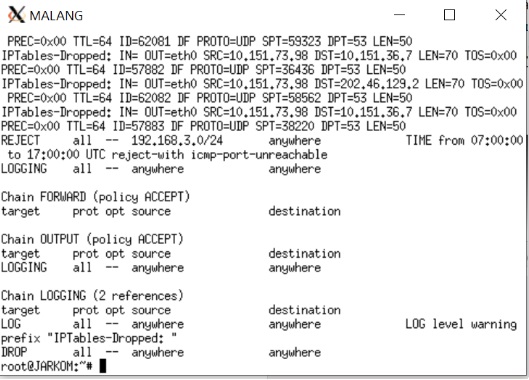 MALANG
PREC=0x00 TTL=64 ID=62081 DF PROTO=UDP SPT=59323 DPT=53 LEN=50
IPTables-Dropped: IN= OUT=eth0 SRC=10.151.73.98 DST=10.151.36.7 LEN=70 TOS=0x00
PREC=0x00 TTL=64 ID=57882 DF PROTO=UDP SPT=36436 DPT=53 LEN=50
IPTables-Dropped: IN= OUT=eth0 SRC=10.151.73.98 DST=202.46.129.2 LEN=70 TOS=0x00
PREC=0x00 TTL=64 ID=62082 DF PROTO=UDP SPT=58562 DPT=53 LEN=50
IPTables-Dropped: IN= OUT=eth0 SRC=10.151.73.98 DST=10.151.36.7 LEN=70 TOS=0x00
PREC=0x00 TTL=64 ID=57883 DF PROTO=UDP SPT=38220 DPT=53 LEN=50
REJECT all -- 192.168.3.0/24 anywhere TIME from 07:00:00
to 17:00:00 UTC reject-with icmp-port-unreachable
LOGGING all -- anywhere anywhere
Chain FORWARD (policy ACCEPT)
target prot opt source destination
Chain OUTPUT (policy ACCEPT)
target prot opt source destination
LOGGING all -- anywhere anywhere
Chain LOGGING (2 references)
target prot opt source destination
LOG all -- anywhere anywhere LOG level warning
prefix "IPTables-Dropped: "
DROP all -- anywhere anywhere
root@JARKOM:~#